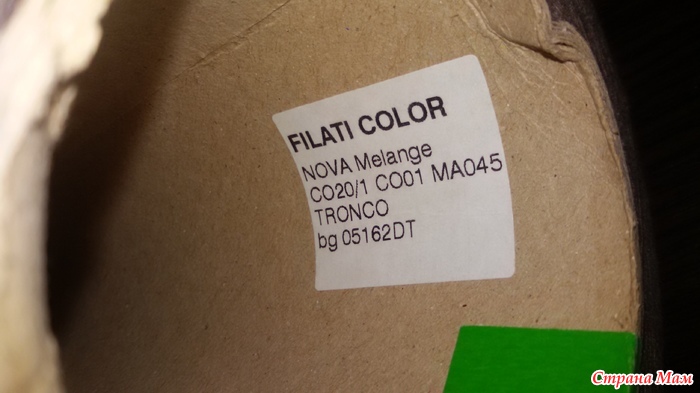 FILATI COLOR
NOVA Melange
CO20/1 CO01 MA045
TRONCO
bg 05162DT
Страна Мам